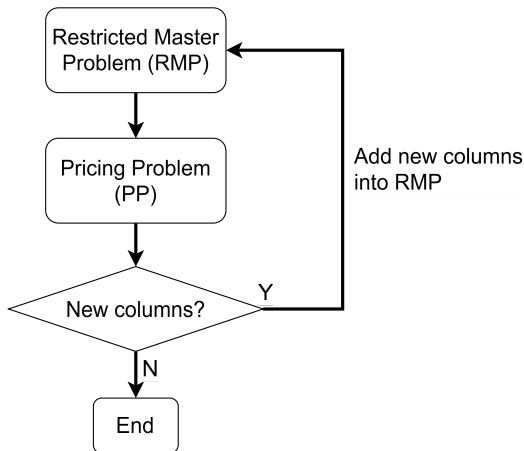 Restricted Master
Problem (RMP)
Pricing Problem
(PP)
Add new columns
into RMP
New columns?
Y
N
End